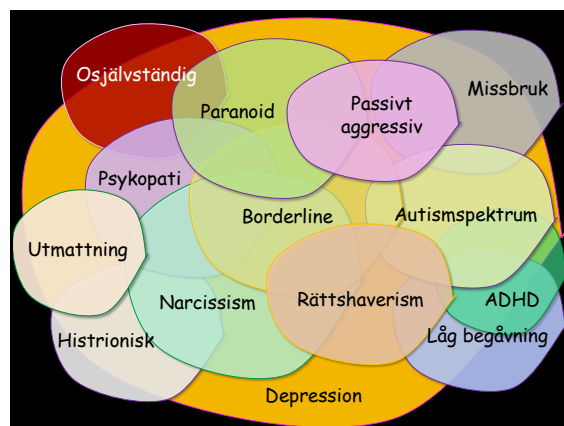 Osjälvständig
Missbruk
Paranoid
Passivt
aggressiv
Psykopati
Borderline
Autismspektrum
Utmattning
Narcissism
Rättshaverism
ADHD
Histrionisk
Låg begåvning
Depression